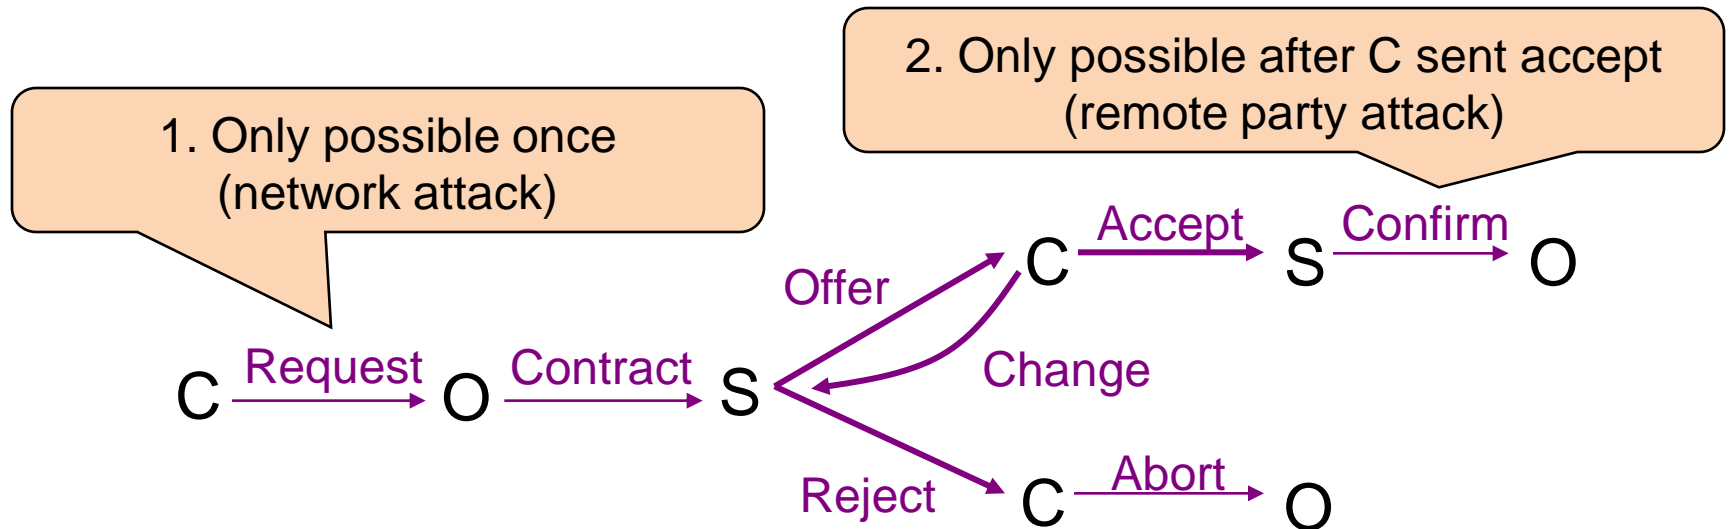 2. Only possible after C sent accept
(remote party attack)
1. Only possible once
(network attack)
C Accept S Confirm O
Offer
C Request O Contract S
Change
Reject C Abort O